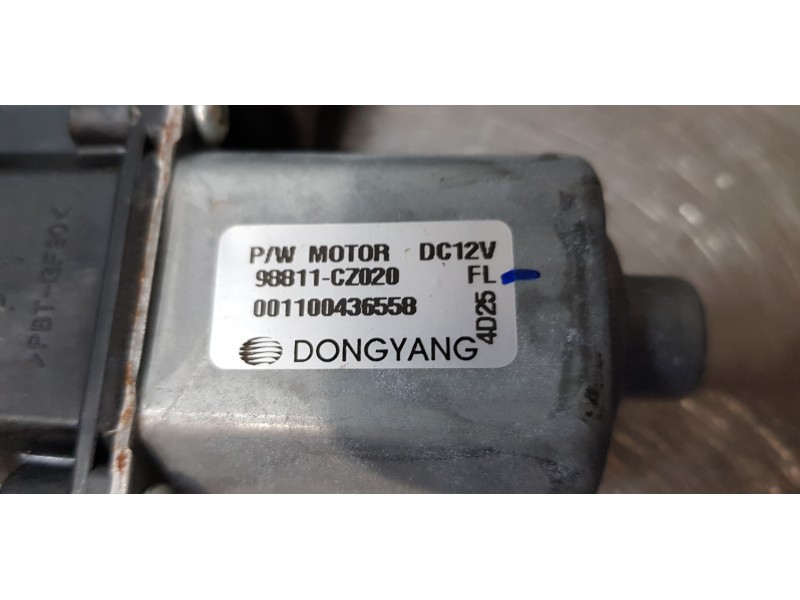 P/W MOTOR DC12V
98811-CZ020 FL
001100436558
4D25
DONGYANG
>PBT-GF30<